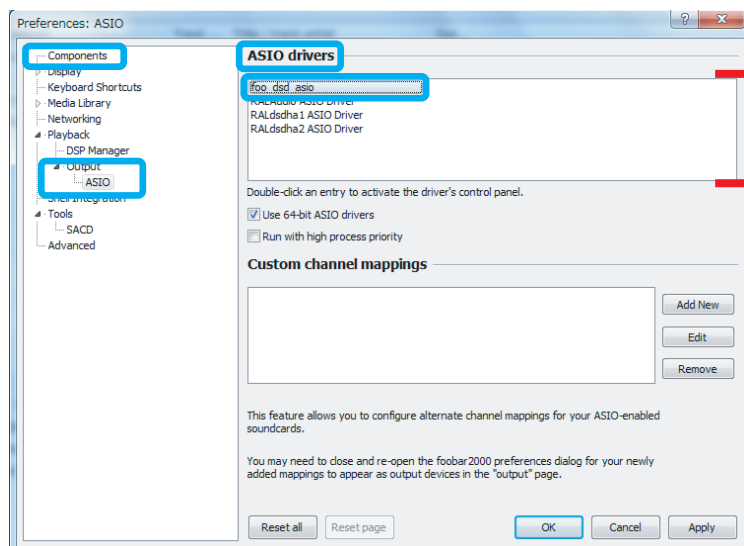 Preferences: ASIO
Components
Display
Keyboard Shortcuts
Media Library
Networking
Playback
DSP Manager
Output
ASIO
Shell Integration
Tools
SACD
Advanced
ASIO drivers
foo_dsd_asio
RALAudio ASIO Driver
RALdsdha1 ASIO Driver
RALdsdha2 ASIO Driver
Double-click an entry to activate the driver's control panel.
Use 64-bit ASIO drivers
Run with high process priority
Custom channel mappings
Add New
Edit
Remove
This feature allows you to configure alternate channel mappings for your ASIO-enabled
soundcards.
You may need to close and re-open the foobar2000 preferences dialog for your newly
added mappings to appear as output devices in the "output" page.
Reset all
Reset page
OK
Cancel
Apply